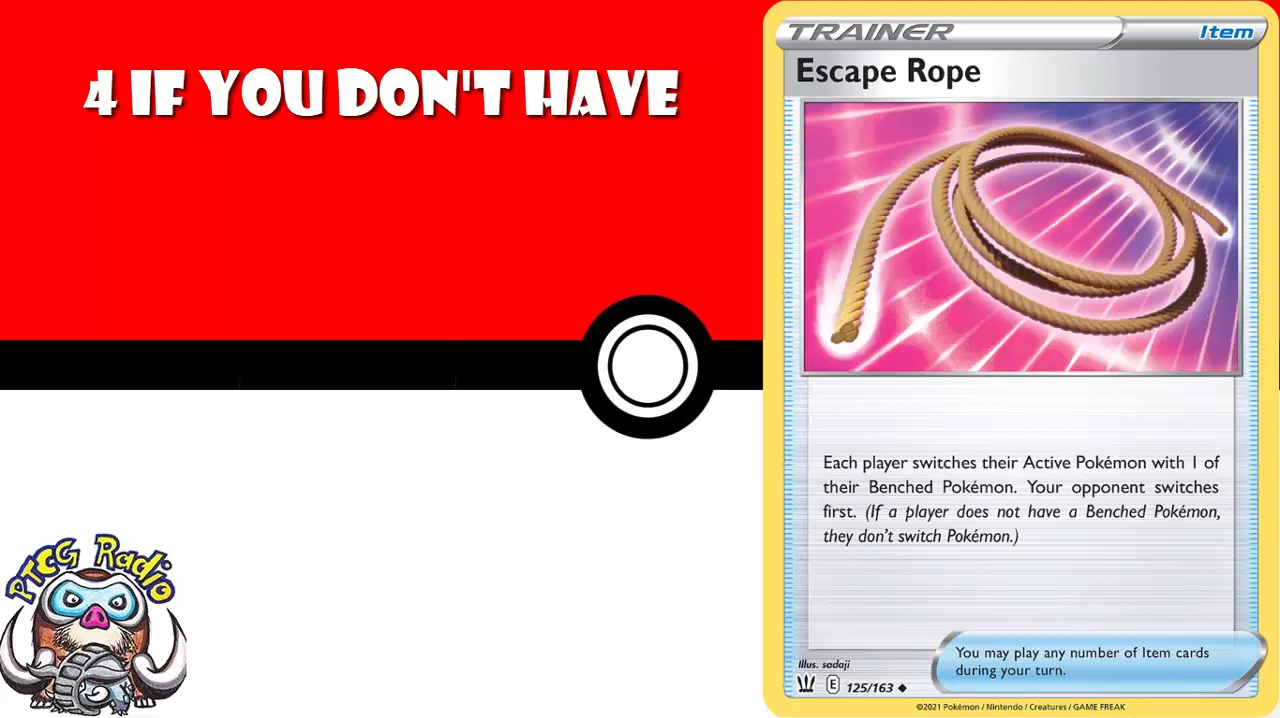 4 IF YOU DON'T HAVE
TRAINER
Item
Escape Rope
Each player switches their Active Pokémon with 1 of
their Benched Pokémon. Your opponent switches
first. (If a player does not have a Benched Pokémon,
they don't switch Pokémon.)
You may play any number of Item cards
during your turn.
Illus. sadaji
E 125/163
©2021 Pokémon / Nintendo / Creatures / GAME FREAK
PTCG Radio